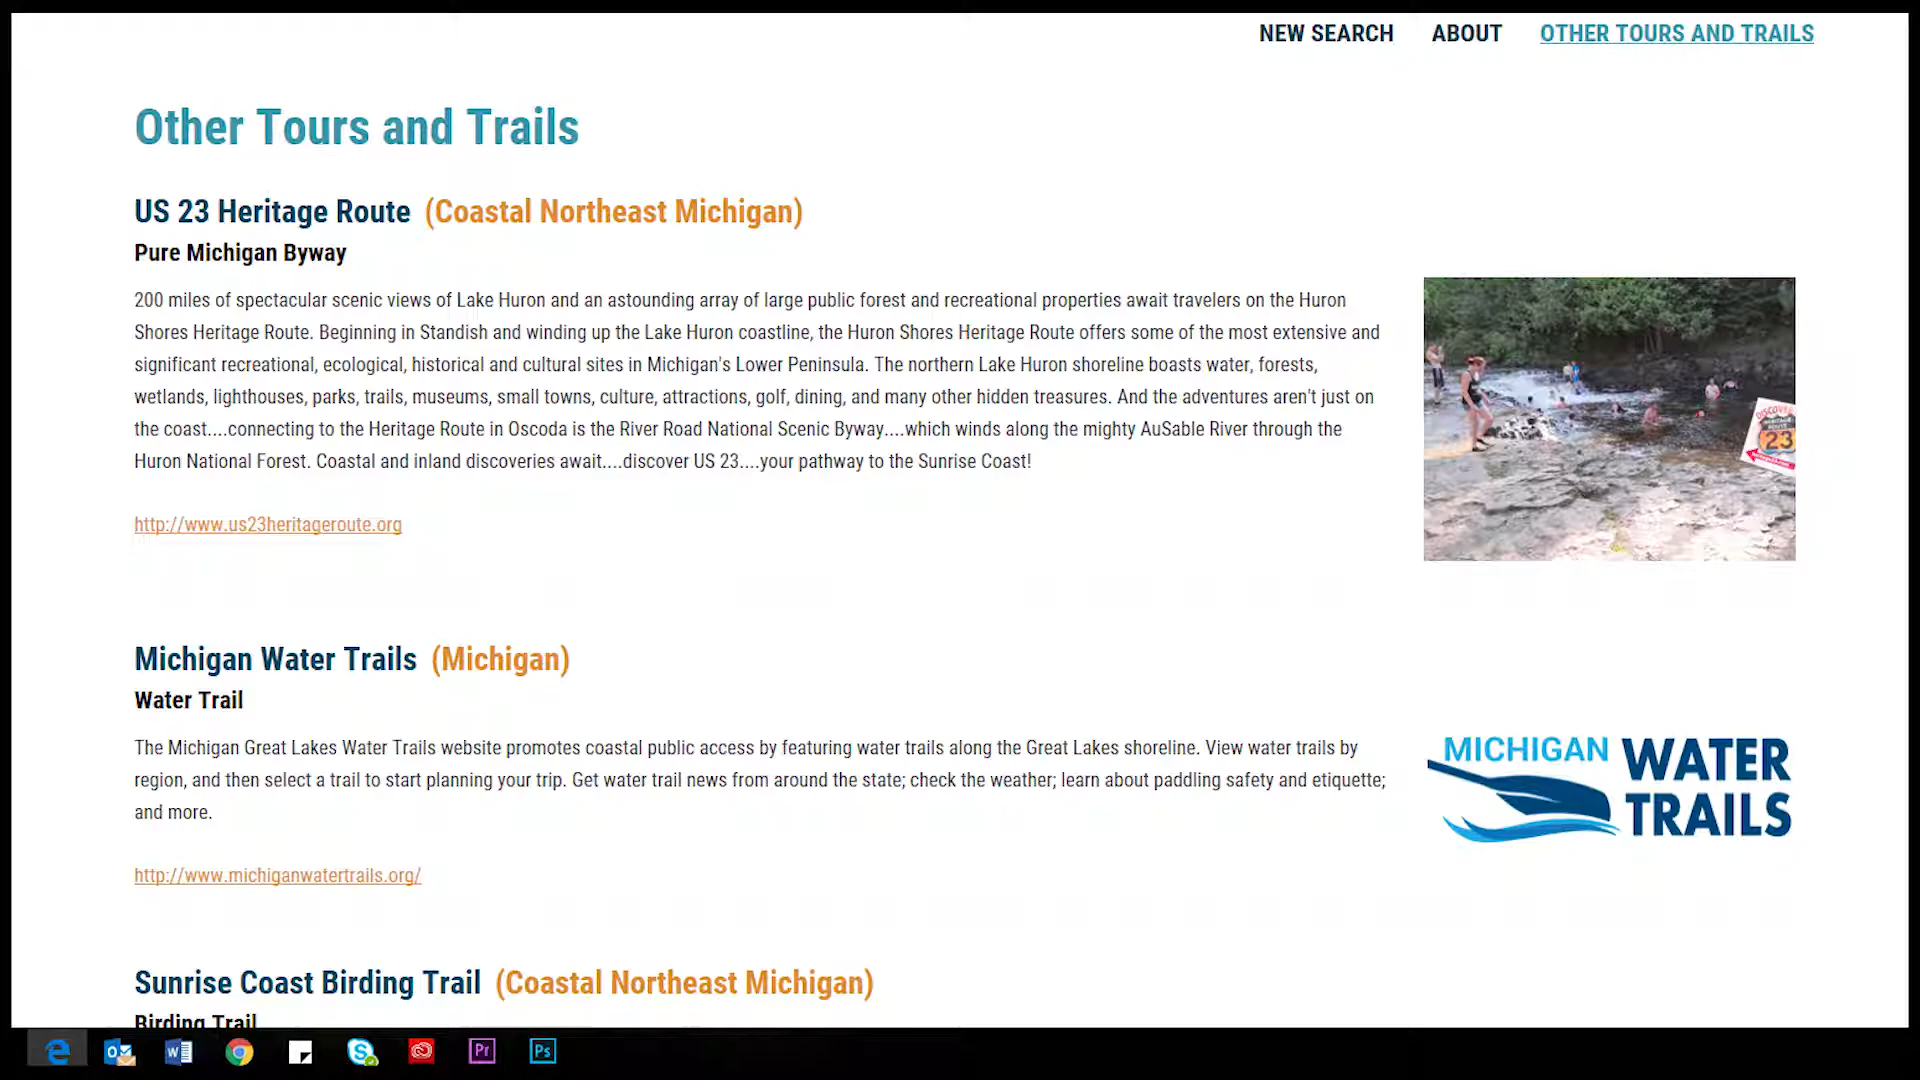 NEW SEARCH ABOUT OTHER TOURS AND TRAILS
Other Tours and Trails
US 23 Heritage Route (Coastal Northeast Michigan)
Pure Michigan Byway
200 miles of spectacular scenic views of Lake Huron and an astounding array of large public forest and recreational properties await travelers on the Huron
Shores Heritage Route. Beginning in Standish and winding up the Lake Huron coastline, the Huron Shores Heritage Route offers some of the most extensive and
significant recreational, ecological, historical and cultural sites in Michigan's Lower Peninsula. The northern Lake Huron shoreline boasts water, forests,
wetlands, lighthouses, parks, trails, museums, small towns, culture, attractions, golf, dining, and many other hidden treasures. And the adventures aren't just on
the coast....connecting to the Heritage Route in Oscoda is the River Road National Scenic Byway....which winds along the mighty AuSable River through the
Huron National Forest. Coastal and inland discoveries await....discover US 23....your pathway to the Sunrise Coast!
DISCOVER
23
http://www.us23heritageroute.org
Michigan Water Trails (Michigan)
Water Trail
The Michigan Great Lakes Water Trails website promotes coastal public access by featuring water trails along the Great Lakes shoreline. View water trails by
region, and then select a trail to start planning your trip. Get water trail news from around the state; check the weather; learn about paddling safety and etiquette;
and more.
MICHIGAN WATER
TRAILS
http://www.michiganwatertrails.org/
Sunrise Coast Birding Trail (Coastal Northeast Michigan)
Birding Trail
Pr Ps